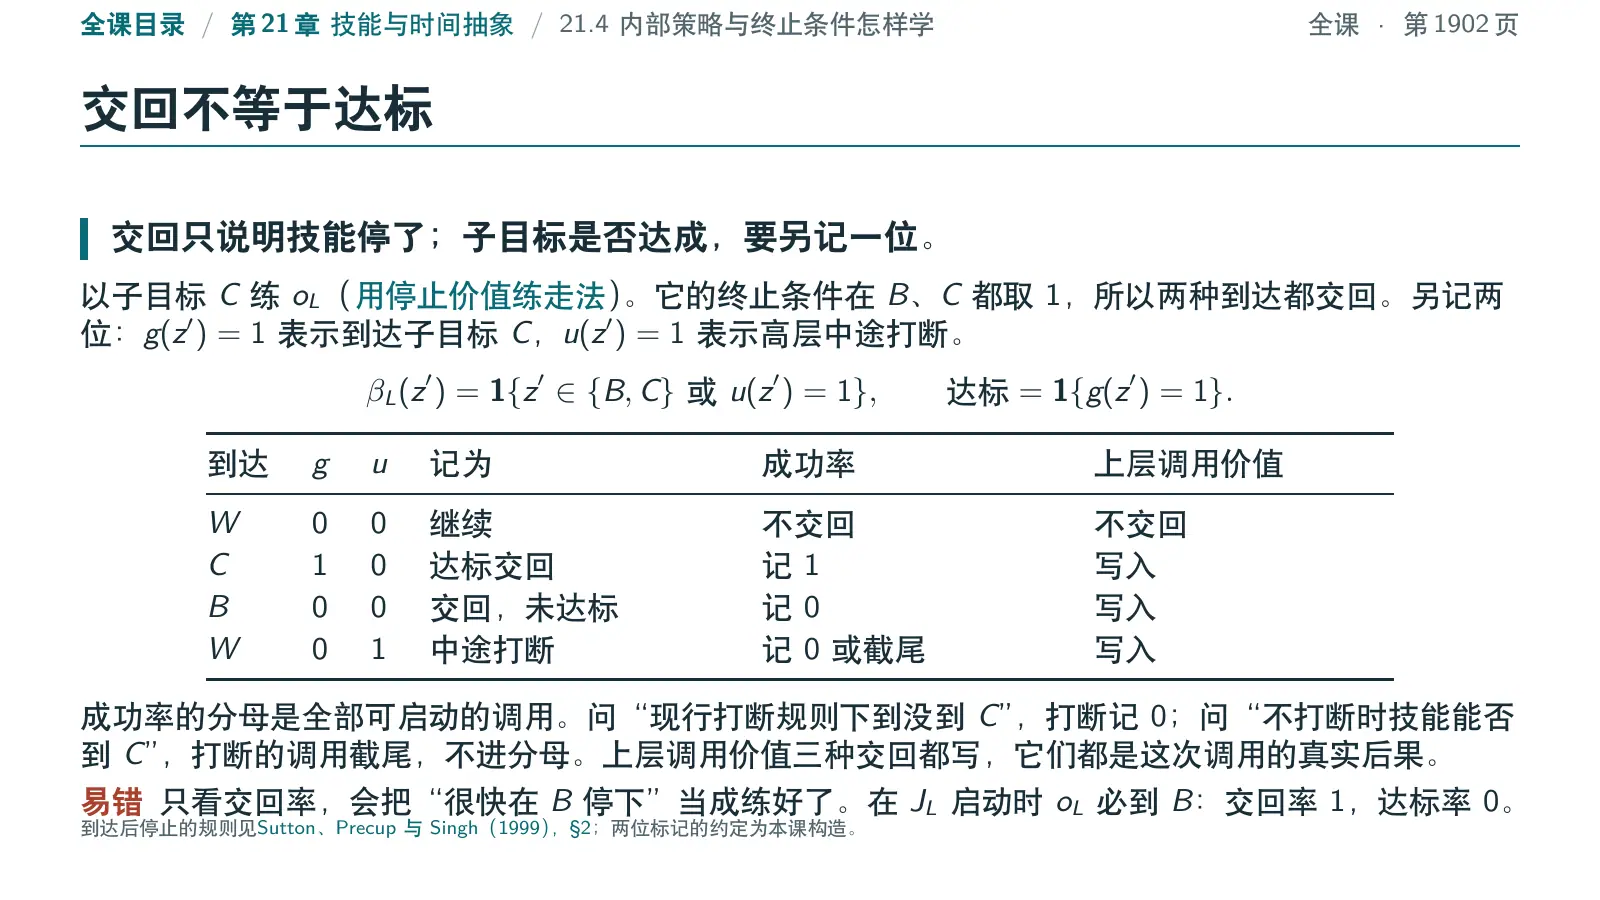 全课目录 / 第 21 章 技能与时间抽象 / 21.4 内部策略与终止条件怎样学
全课 · 第 1902 页
交回不等于达标
交回只说明技能停了；子目标是否达成，要另记一位。
以子目标 C 练 o_L（用停止价值练走法）。它的终止条件在 B、C 都取 1，所以两种到达都交回。另记两
位：g(z′) = 1 表示到达子目标 C，u(z′) = 1 表示高层中途打断。
β_L(z′) = 1{z′ ∈ {B, C} 或 u(z′) = 1}, 达标 = 1{g(z′) = 1}.
到达 g u 记为 成功率 上层调用价值
W 0 0 继续 不交回 不交回
C 1 0 达标交回 记 1 写入
B 0 0 交回，未达标 记 0 写入
W 0 1 中途打断 记 0 或截尾 写入
成功率的分母是全部可启动的调用。问“现行打断规则下到没到 C”，打断记 0；问“不打断时技能能否
到 C”，打断的调用截尾，不进分母。上层调用价值三种交回都写，它们都是这次调用的真实后果。
易错 只看交回率，会把“很快在 B 停下”当成练好了。在 J_L 启动时 o_L 必到 B：交回率 1，达标率 0。
到达后停止的规则见Sutton、Precup 与 Singh（1999），§2；两位标记的约定为本课构造。